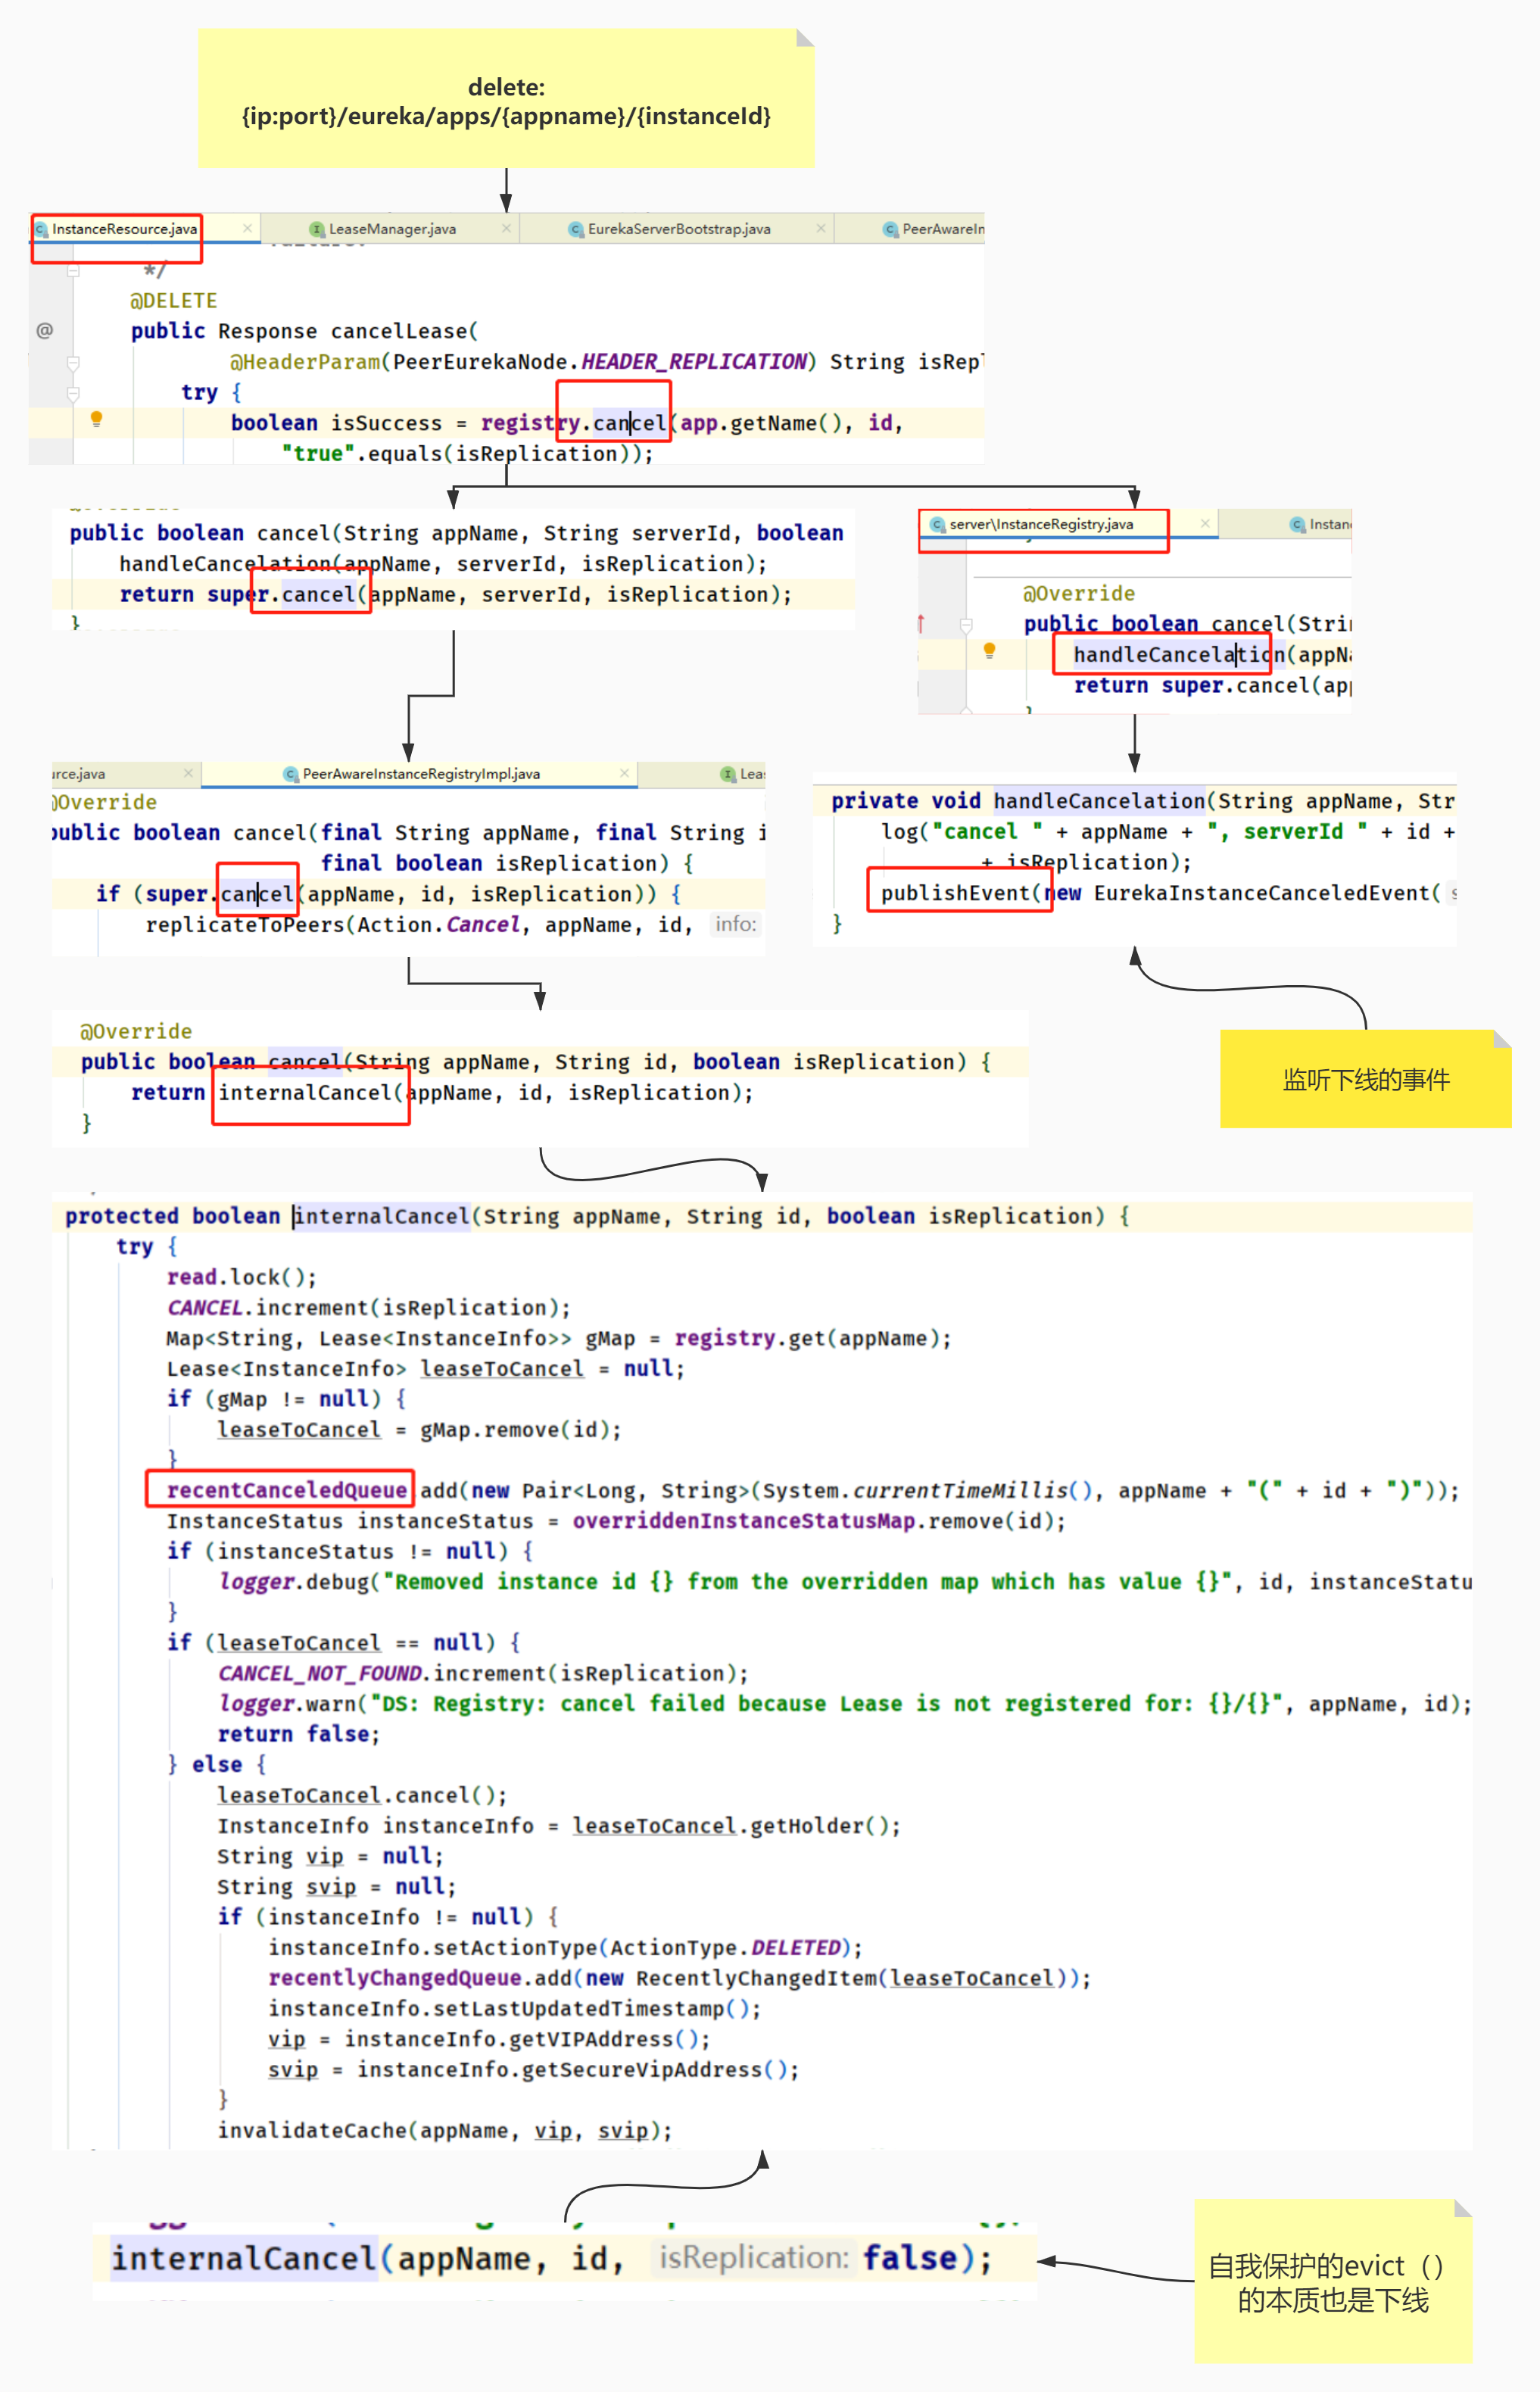 delete:
{ip:port}/eureka/apps/{appname}/{instanceId}
InstanceResource.java
LeaseManager.java
EurekaServerBootstrap.java
PeerAwareIn
*/
@DELETE
@
public Response cancelLease(
@HeaderParam(PeerEurekaNode.HEADER_REPLICATION) String isRepl
try {
boolean isSuccess = registry.cancel(app.getName(), id,
"true".equals(isReplication));
public boolean cancel(String appName, String serverId, boolean
handleCancelation(appName, serverId, isReplication);
return super.cancel(appName, serverId, isReplication);
}
server\InstanceRegistry.java
Instanc
@Override
public boolean cancel(Strin
handleCancelation(appNa
return super.cancel(app
}
urce.java
PeerAwareInstanceRegistryImpl.java
Leas
@Override
public boolean cancel(final String appName, final String i
final boolean isReplication) {
if (super.cancel(appName, id, isReplication)) {
replicateToPeers(Action.Cancel, appName, id, info:
private void handleCancelation(String appName, Str
log("cancel " + appName + ", serverId " + id +
+ isReplication);
publishEvent(new EurekaInstanceCanceledEvent( s
}
监听下线的事件
@Override
public boolean cancel(String appName, String id, boolean isReplication) {
return internalCancel(appName, id, isReplication);
}
protected boolean internalCancel(String appName, String id, boolean isReplication) {
try {
read.lock();
CANCEL.increment(isReplication);
Map<String, Lease<InstanceInfo>> gMap = registry.get(appName);
Lease<InstanceInfo> leaseToCancel = null;
if (gMap != null) {
leaseToCancel = gMap.remove(id);
}
recentCanceledQueue.add(new Pair<Long, String>(System.currentTimeMillis(), appName + "(" + id + ")"));
InstanceStatus instanceStatus = overriddenInstanceStatusMap.remove(id);
if (instanceStatus != null) {
logger.debug("Removed instance id {} from the overridden map which has value {}", id, instanceStatu
}
if (leaseToCancel == null) {
CANCEL_NOT_FOUND.increment(isReplication);
logger.warn("DS: Registry: cancel failed because Lease is not registered for: {}/{}", appName, id);
return false;
} else {
leaseToCancel.cancel();
InstanceInfo instanceInfo = leaseToCancel.getHolder();
String vip = null;
String svip = null;
if (instanceInfo != null) {
instanceInfo.setActionType(ActionType.DELETED);
recentlyChangedQueue.add(new RecentlyChangedItem(leaseToCancel));
instanceInfo.setLastUpdatedTimestamp();
vip = instanceInfo.getVIPAddress();
svip = instanceInfo.getSecureVipAddress();
}
invalidateCache(appName, vip, svip);
internalCancel(appName, id, isReplication: false);
自我保护的evict（）
的本质也是下线